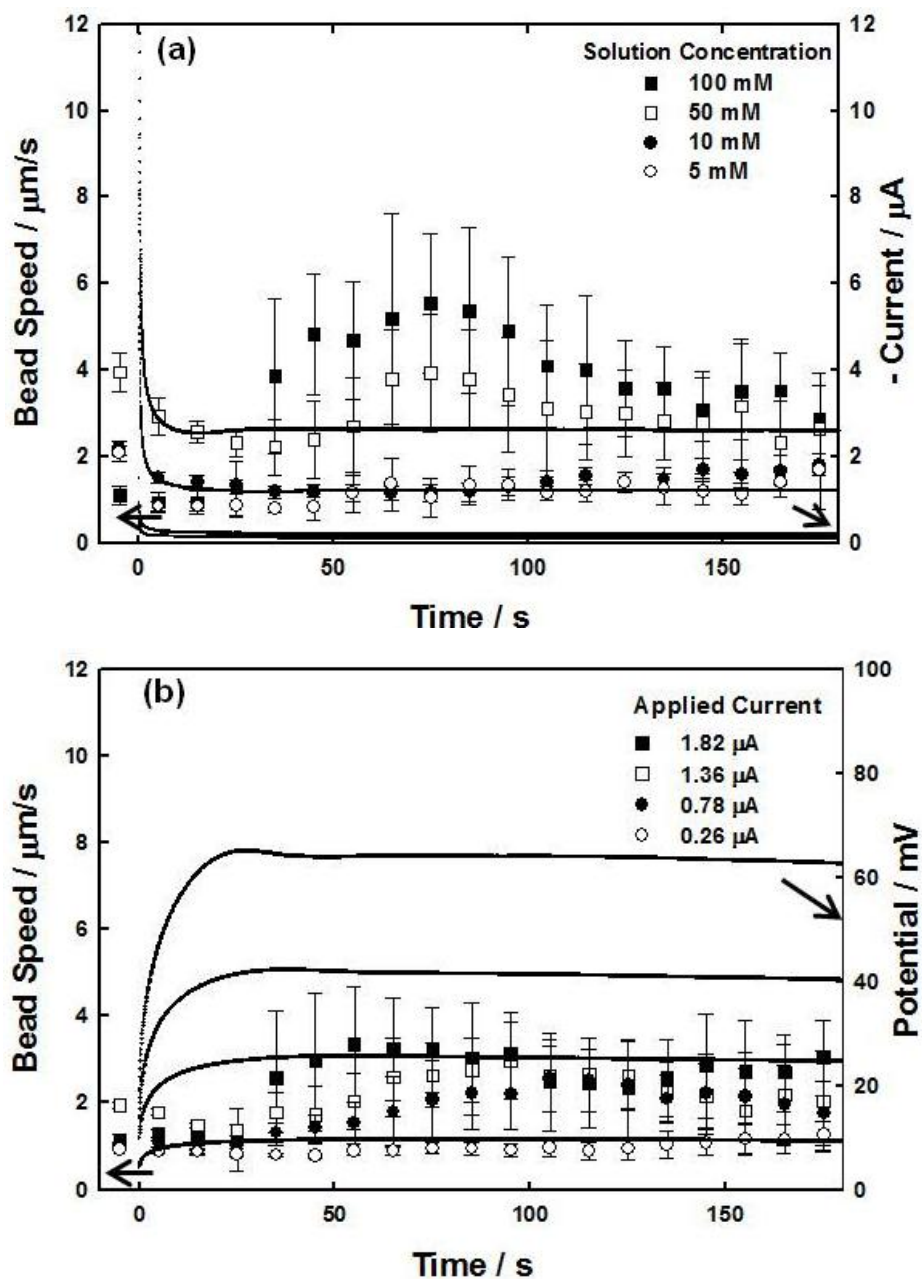 (a)
Solution Concentration
100 mM
50 mM
10 mM
5 mM
Bead Speed / μm/s
12
10
8
6
4
2
0
- Current / μA
12
10
8
6
4
2
0
0
50
100
150
Time / s
(b)
Applied Current
1.82 μA
1.36 μA
0.78 μA
0.26 μA
Bead Speed / μm/s
12
10
8
6
4
2
0
Potential / mV
100
80
60
40
20
0
0
50
100
150
Time / s